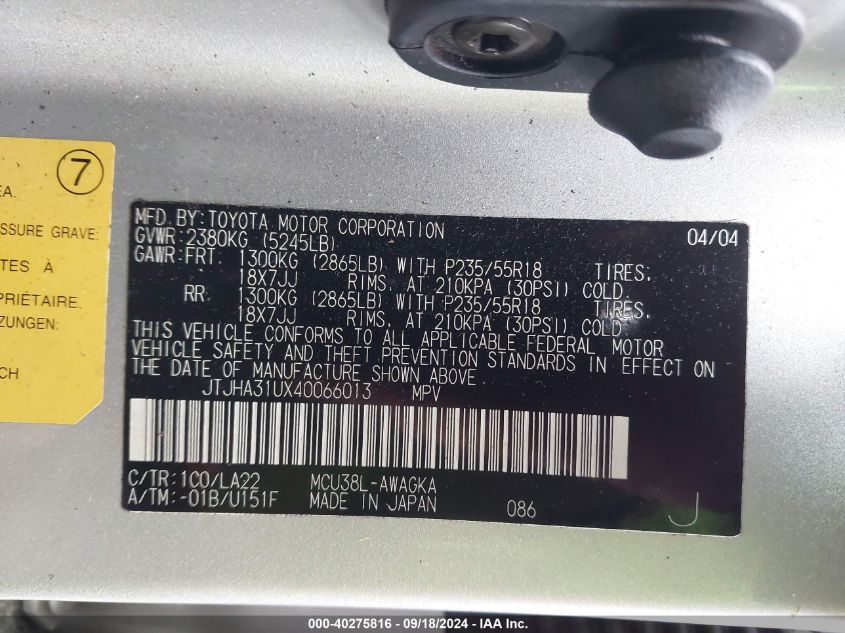 7
EA.
ESSURE GRAVE.
TES À
PRIÉTAIRE.
ZUNGEN:
CH
MFD BY:TOYOTA MOTOR CORPORATION 04/04
GVWR:2380KG (5245LB)
GAWR:FRT. 1300KG (2865LB) WITH P235/55R18 TIRES,
18X7JJ RIMS, AT 210KPA (30PSI) COLD.
RR 1300KG (2865LB) WITH P235/55R18 TIRES,
18X7JJ RIMS, AT 210KPA (30PSI) COLD.
THIS VEHICLE CONFORMS TO ALL APPLICABLE FEDERAL MOTOR
VEHICLE SAFETY AND THEFT PREVENTION STANDARDS IN EFFECT ON
THE DATE OF MANUFACTURE SHOWN ABOVE
JTJHA31UX40066013 MPV
C/TR:1C0/LA22 MCU38L-AWAGKA
A/TM:-01B/U151F MADE IN JAPAN 086 J
000-40275816 - 09/18/2024 - IAA Inc.